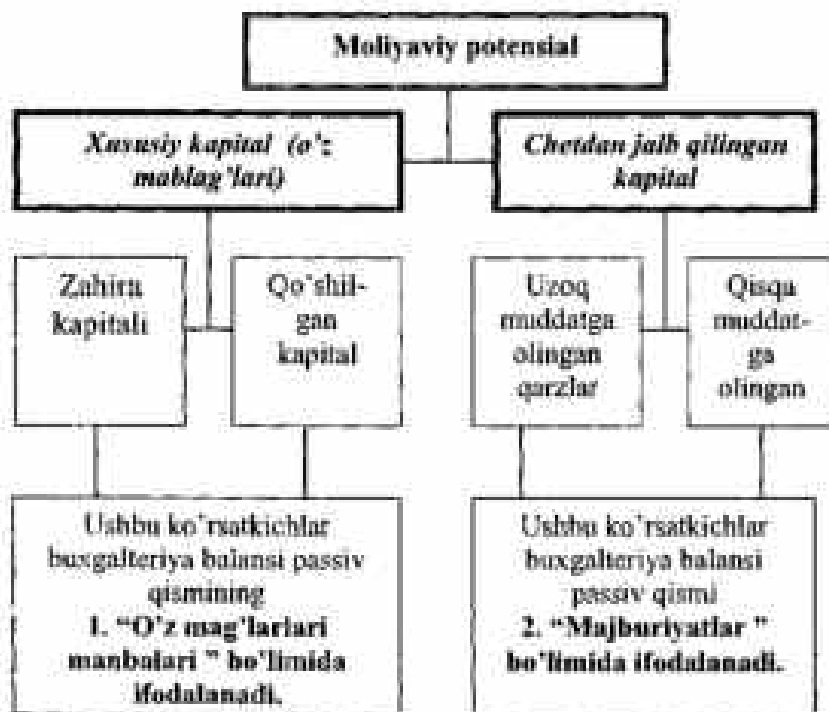 Moliyaviy potensial
Xususiy kapital (o'z
mablag'lari)
Chetdan jalb qilingan
kapital
Zahira
kapitali
Qo'shil-
gan
kapital
Uzoq
muddatga
olingan
qarzlar
Qisqa
muddat-
ga
olingan
Ushbu ko'rsatkichlar
buxgalteriya balansi passiv
qismining
1. "O'z mag'larlari
manbalari " bo'limida
ifodalanadi.
Ushbu ko'rsatkichlar
buxgalteriya balansi
passiv qismi
2. "Majburiyatlar "
bo'limida ifodalanadi.